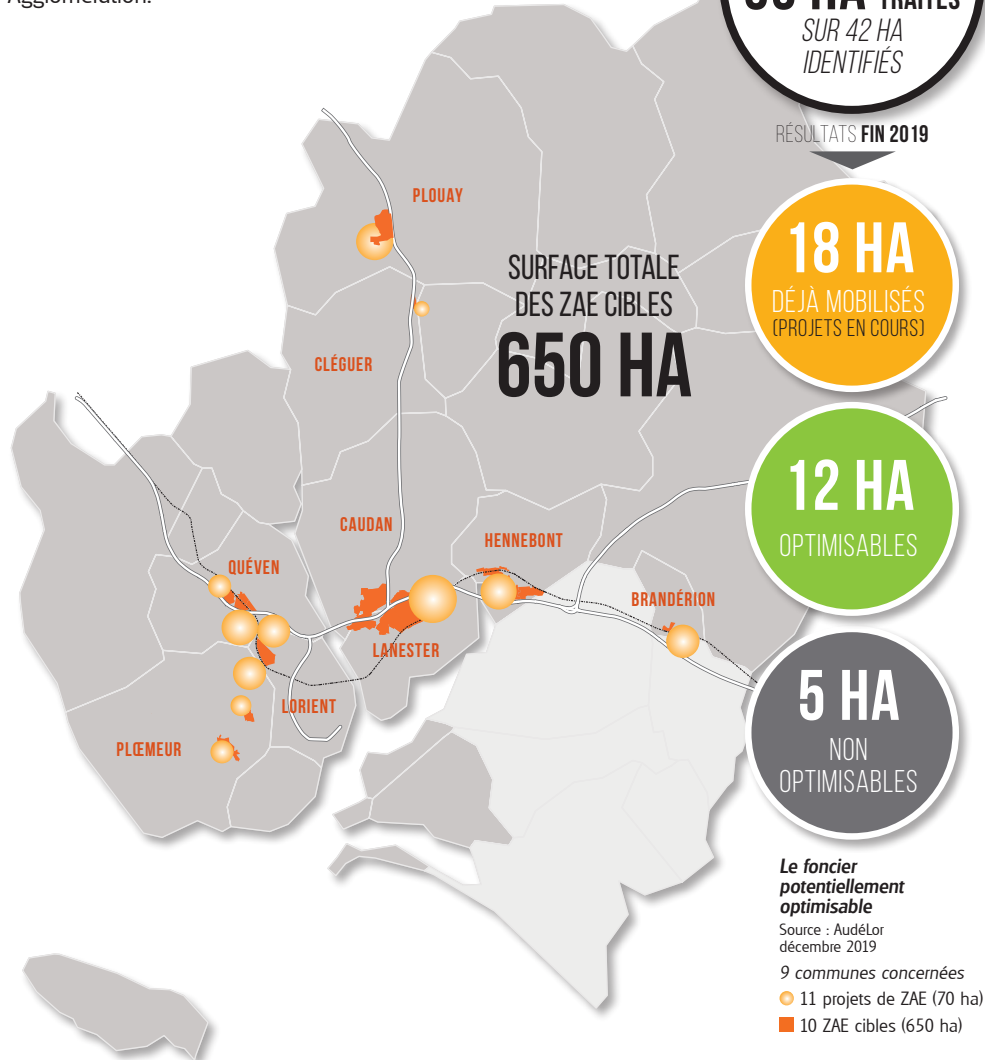 Agglomération.
HA TRAITÉS
SUR 42 HA
IDENTIFIÉS
RÉSULTATS FIN 2019
18 HA
DÉJÀ MOBILISÉS
(PROJETS EN COURS)
12 HA
OPTIMISABLES
5 HA
NON
OPTIMISABLES
SURFACE TOTALE
DES ZAE CIBLES
650 HA
PLOUAY
CLÉGUER
CAUDAN
HENNEBONT
QUÉVEN
BRANDÉRION
LANESTER
LORIENT
PLŒMEUR
Le foncier
potentiellement
optimisable
Source : AudéLor
décembre 2019
9 communes concernées
11 projets de ZAE (70 ha)
10 ZAE cibles (650 ha)